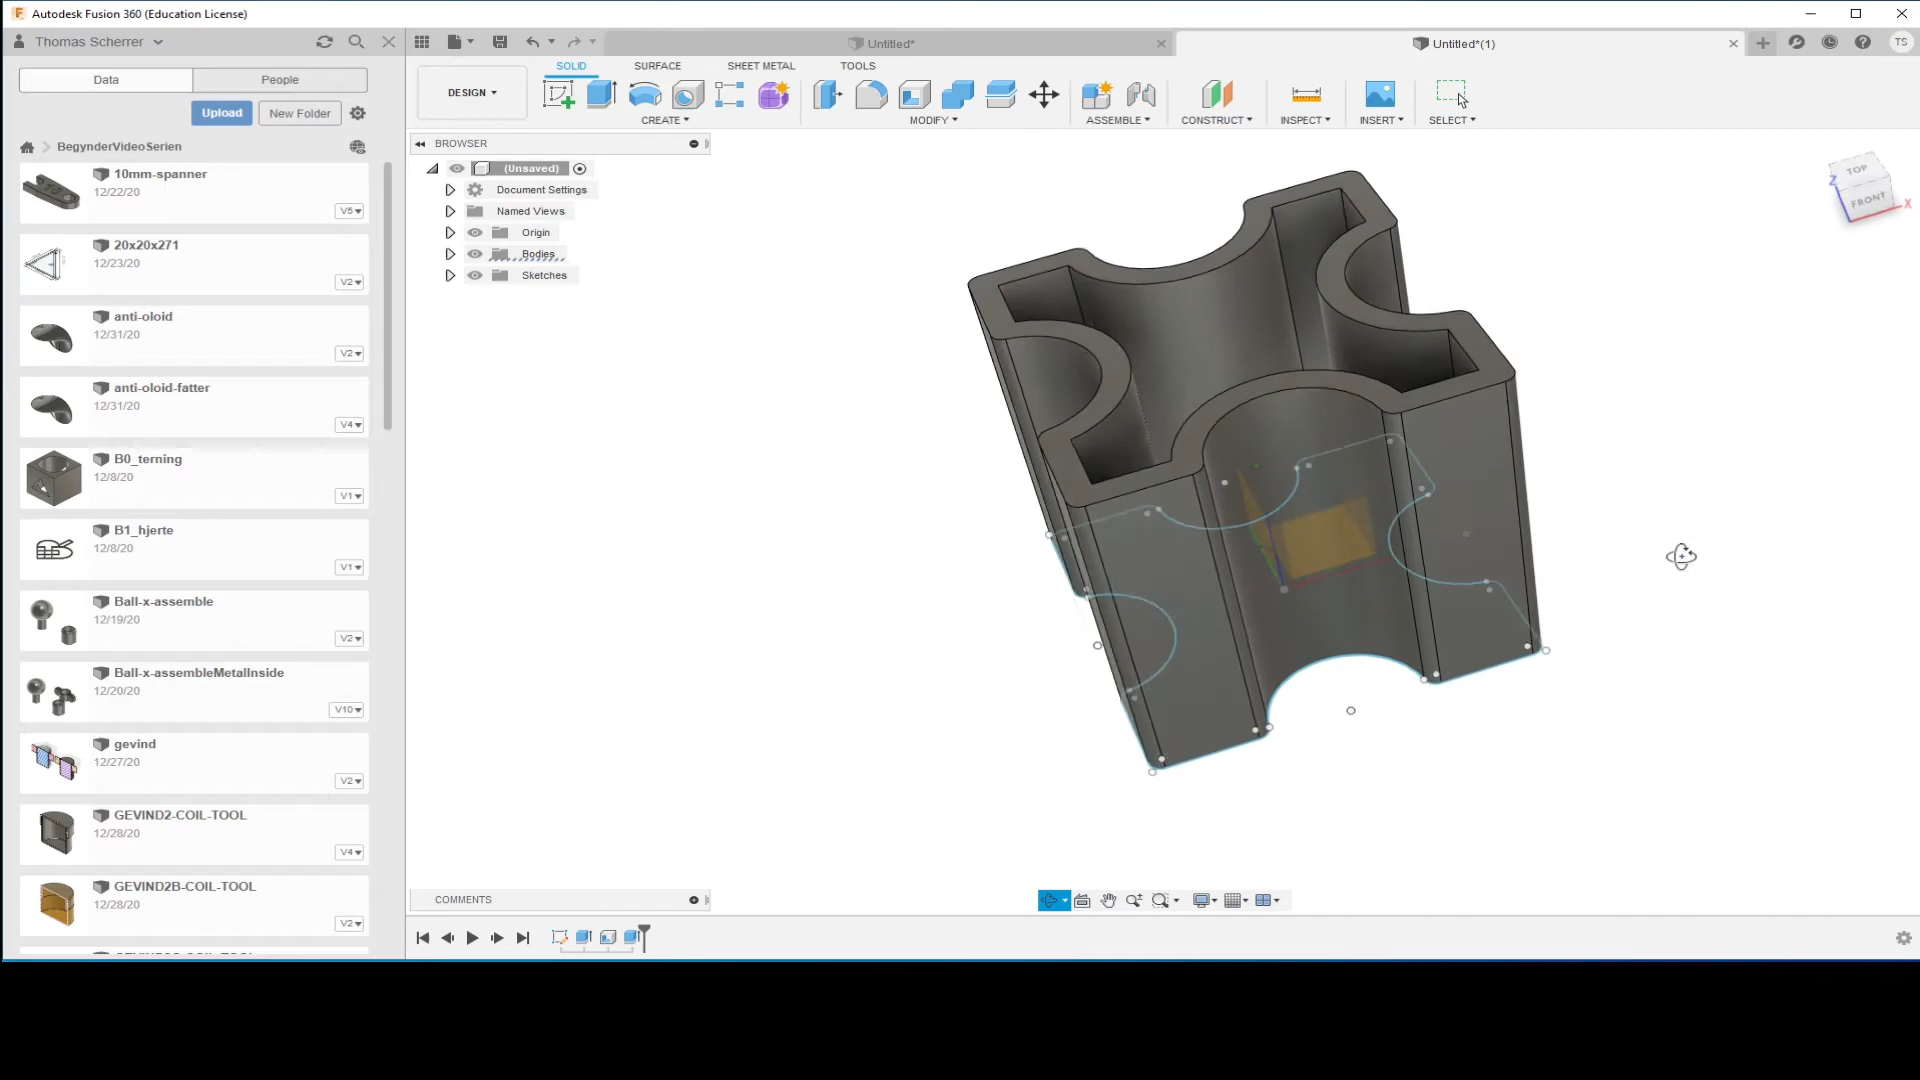 Autodesk Fusion 360 (Education License)
Thomas Scherrer
Untitled*
Untitled*(1)
TS
Data
People
SOLID
SURFACE
SHEET METAL
TOOLS
DESIGN
Upload
New Folder
CREATE
MODIFY
ASSEMBLE
CONSTRUCT
INSPECT
INSERT
SELECT
BegynderVideoSerien
BROWSER
(Unsaved)
Document Settings
Named Views
Origin
Bodies
Sketches
TOP
FRONT
Z
X
10mm-spanner
12/22/20
V5
20x20x271
12/23/20
V2
anti-oloid
12/31/20
V2
anti-oloid-fatter
12/31/20
V4
B0_terning
12/8/20
V1
B1_hjerte
12/8/20
V1
Ball-x-assemble
12/19/20
V2
Ball-x-assembleMetalInside
12/20/20
V10
gevind
12/27/20
V2
GEVIND2-COIL-TOOL
12/28/20
V4
GEVIND2B-COIL-TOOL
12/28/20
V2
COMMENTS